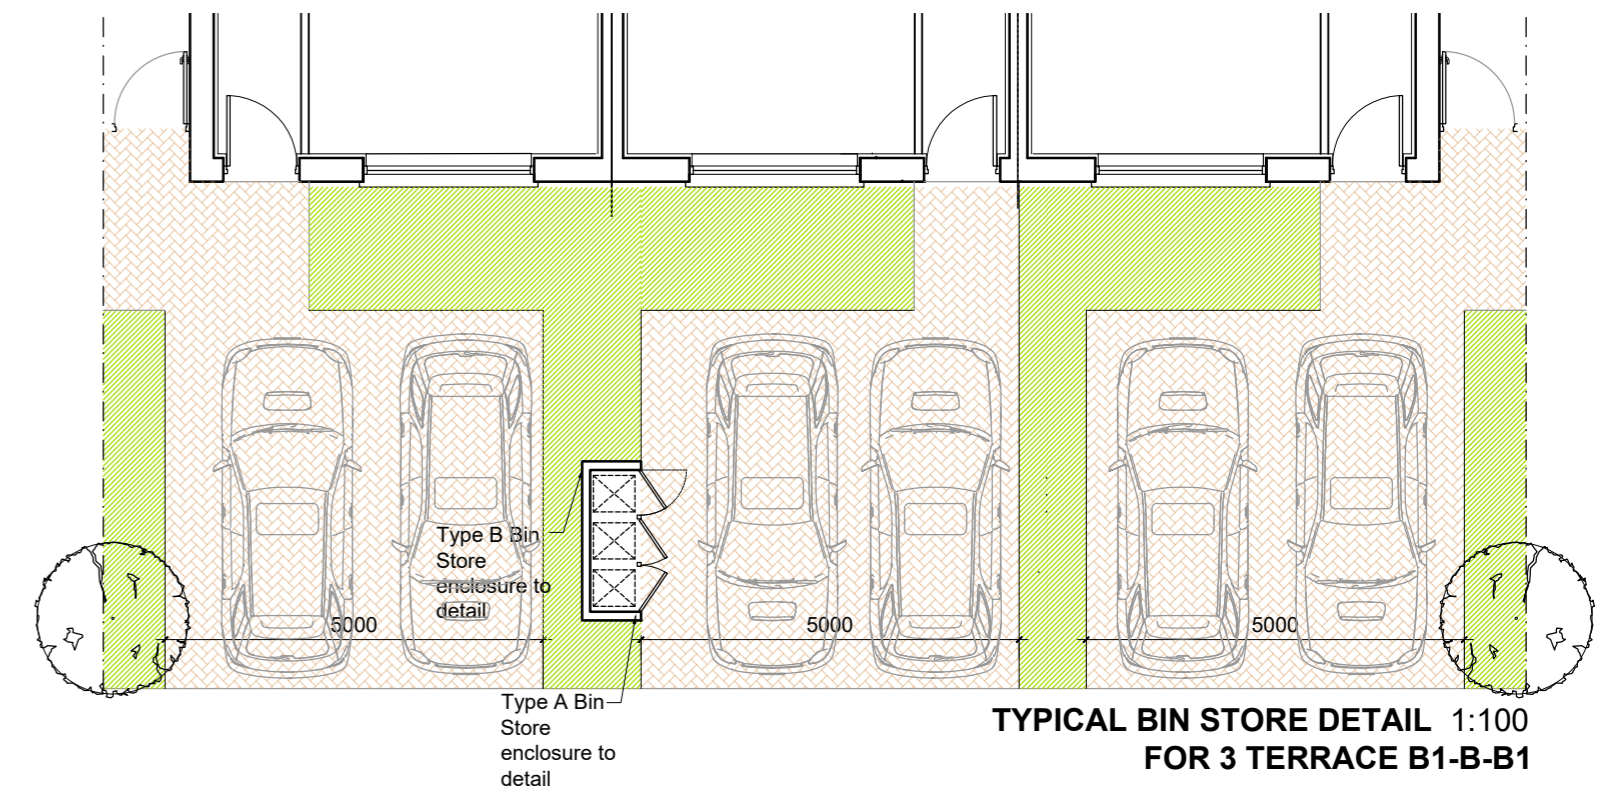 Type B Bin
Store
enclosure to
detail
5000
5000
5000
Type A Bin
Store
enclosure to
detail
TYPICAL BIN STORE DETAIL 1:100
FOR 3 TERRACE B1-B-B1